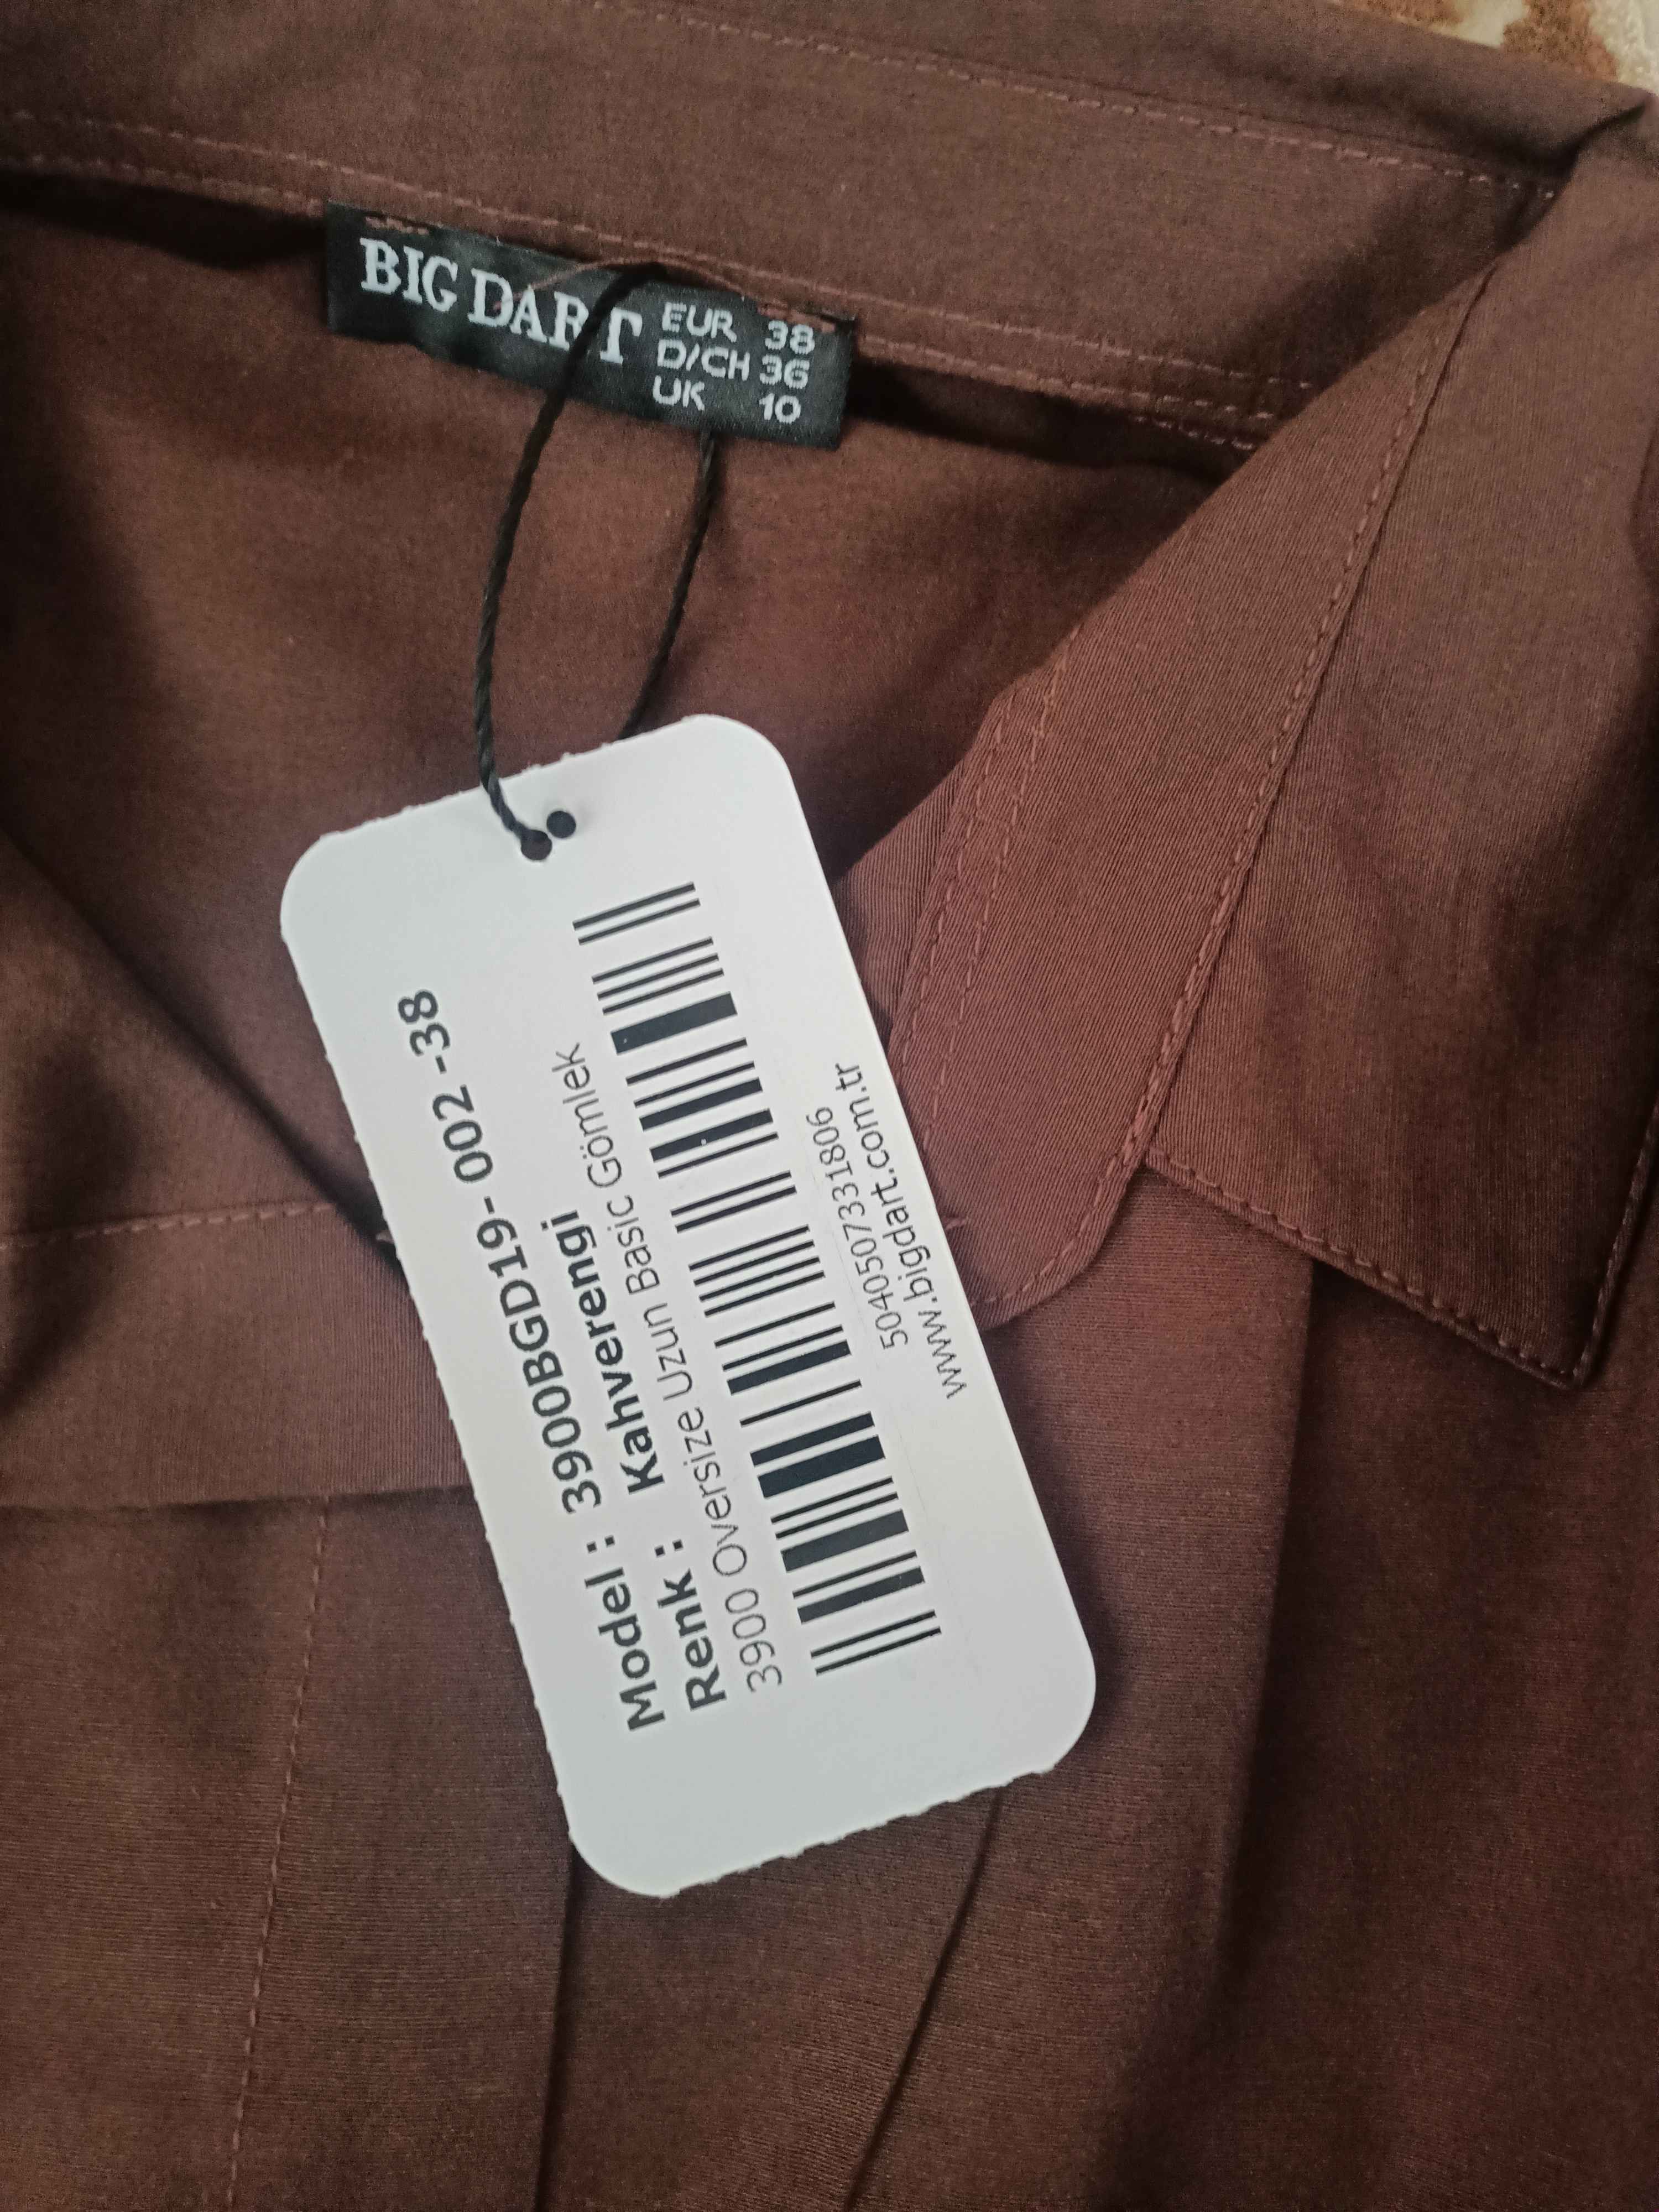 BIG DART
EUR 38
D/CH 36
UK 10
Model : 3900BGD19- 002 -38
Renk : Kahverengi
3900 Oversize Uzun Basic Gömlek
5040507331806
www.bigdart.com.tr